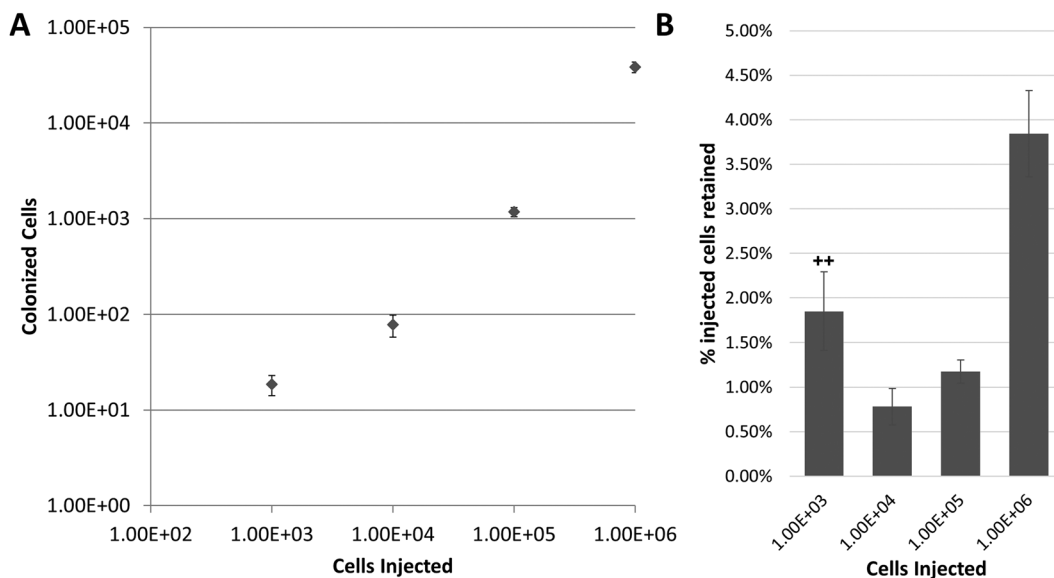 A
1.00E+05
1.00E+04
1.00E+03
1.00E+02
1.00E+01
1.00E+00
Colonized Cells
1.00E+02 1.00E+03 1.00E+04 1.00E+05 1.00E+06
Cells Injected
B
5.00%
4.50%
4.00%
3.50%
3.00%
2.50%
2.00%
1.50%
1.00%
0.50%
0.00%
% injected cells retained
++
1.00E+03 1.00E+04 1.00E+05 1.00E+06
Cells Injected